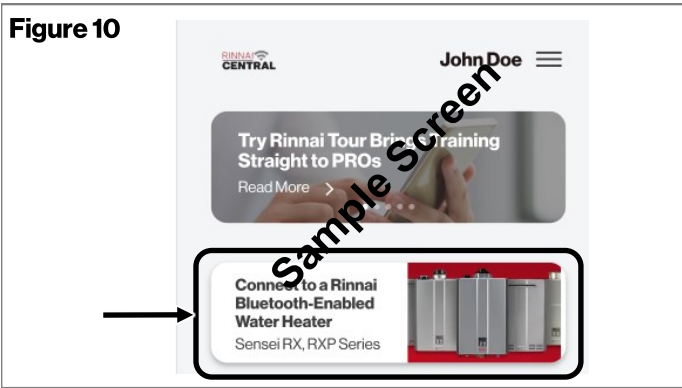 Figure 10
RINNAI
CENTRAL
John Doe
Try Rinnai Tour Brings Training
Straight to PROs
Read More >
Sample Screen
Connect to a Rinnai
Bluetooth-Enabled
Water Heater
Sensei RX, RXP Series